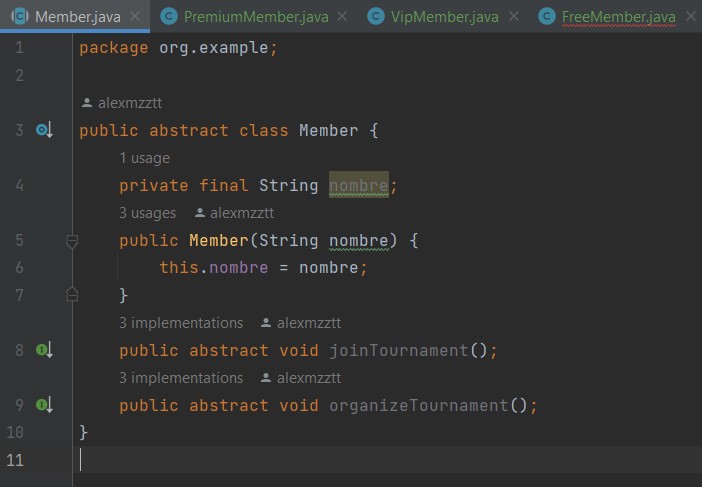 Member.java PremiumMember.java VipMember.java FreeMember.java
1 package org.example;
2
alexmzztt
3 public abstract class Member {
1 usage
4 private final String nombre;
3 usages alexmzztt
5 public Member(String nombre) {
6 this.nombre = nombre;
7 }
3 implementations alexmzztt
8 public abstract void joinTournament();
3 implementations alexmzztt
9 public abstract void organizeTournament();
10 }
11